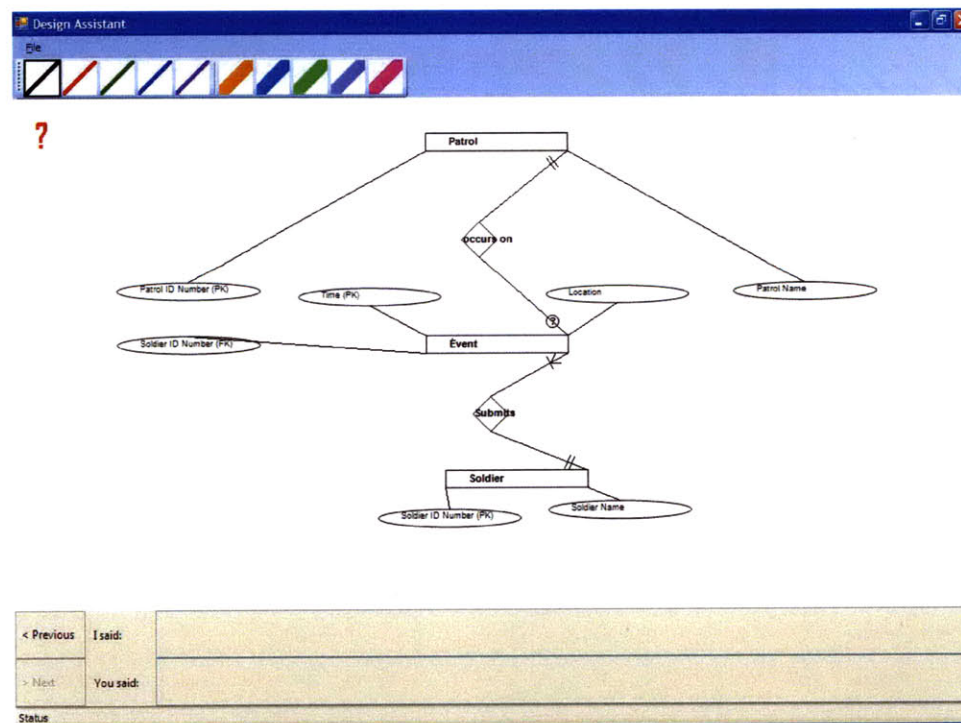 Design Assistant
File
?
Patrol
occurs on
Patrol ID Number (PK)
Time (PK)
Location
Patrol Name
?
Soldier ID Number (FK)
Event
Submits
Soldier
Soldier ID Number (PK)
Soldier Name
< Previous
I said:
> Next
You said:
Status